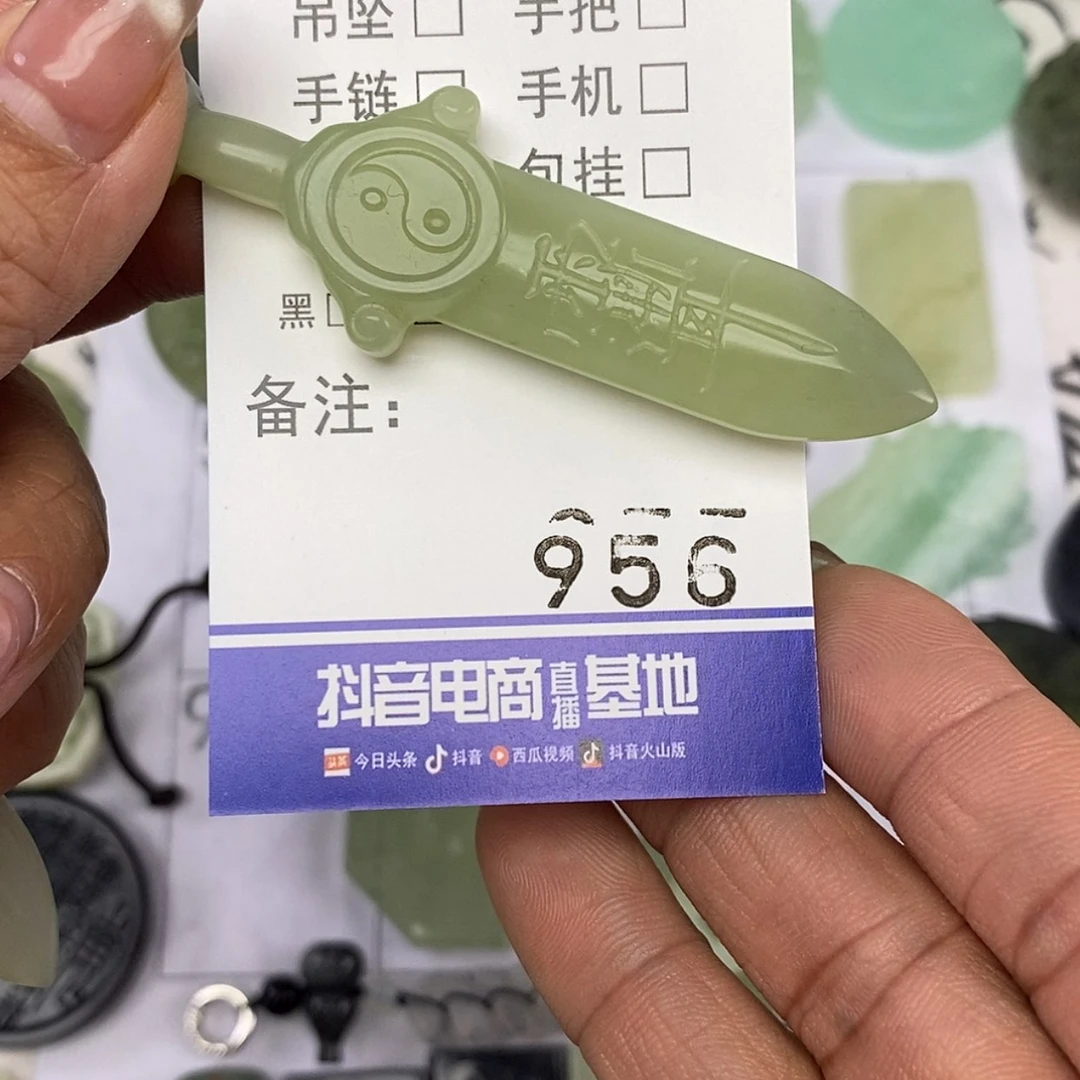 吊坠□ 手把□
手链□ 手机□
包挂□
黑□
备注：
956
抖音电商直播基地
今日头条 抖音 西瓜视频 抖音火山版